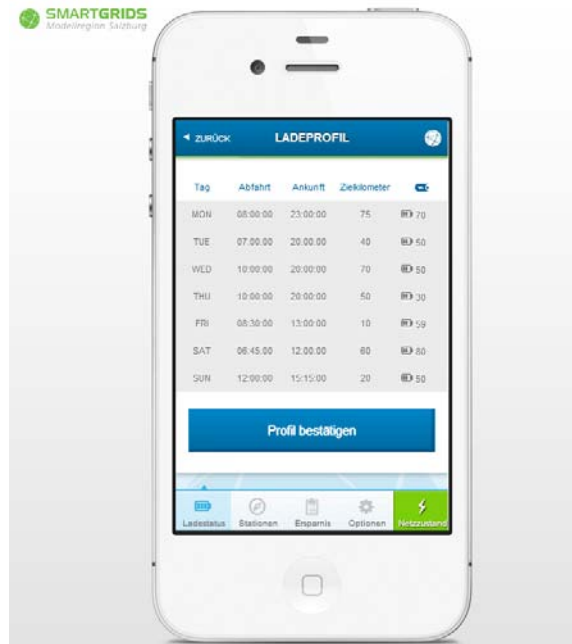 SMARTGRIDS
Modellregion Salzburg
ZURÜCK LADEPROFIL
Tag Abfahrt Ankunft Zielkilometer
MON 08:00:00 23:00:00 75 70
TUE 07:00:00 20:00:00 40 50
WED 10:00:00 20:00:00 70 50
THU 10:00:00 20:00:00 50 30
FRI 08:30:00 13:00:00 10 59
SAT 06:45:00 12:00:00 60 80
SUN 12:00:00 15:15:00 20 50
Profil bestätigen
Ladestatus Stationen Ersparnis Optionen Netzzustand